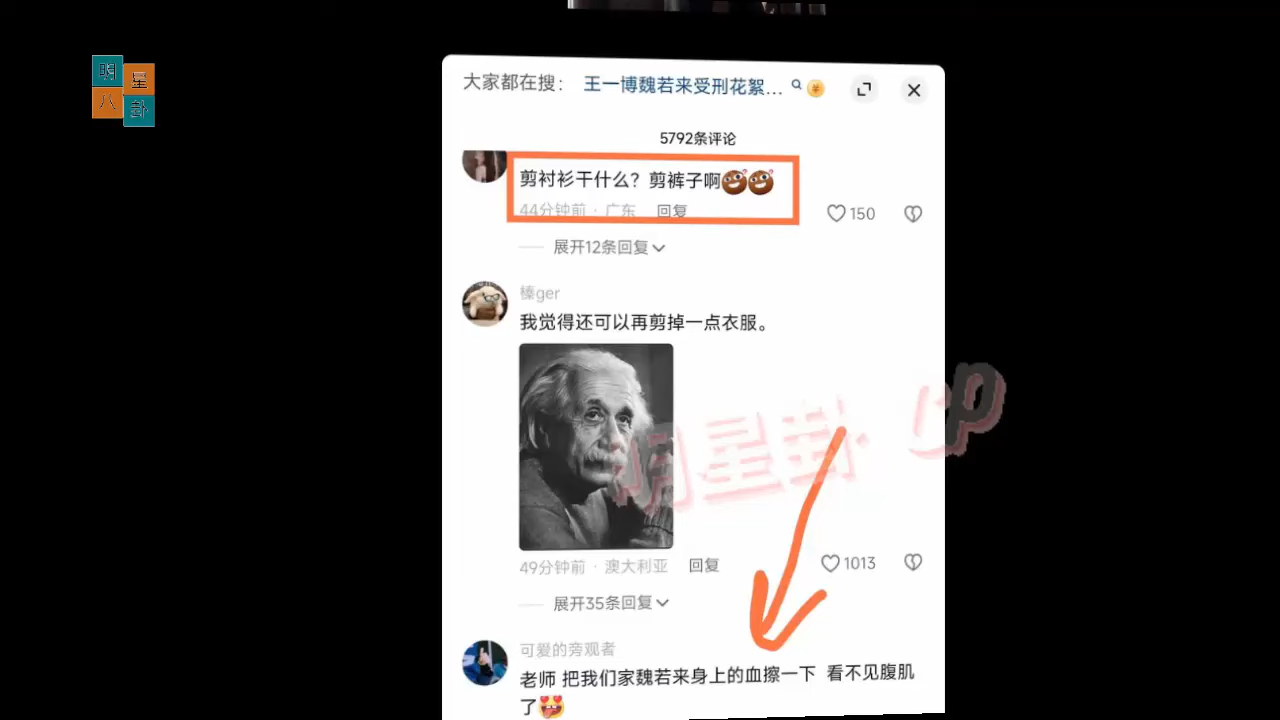 明星
八卦
大家都在搜： 王一博魏若来受刑花絮...
5792条评论
剪衬衫干什么？剪裤子啊
44分钟前 · 广东 回复
150
展开12条回复
榛ger
我觉得还可以再剪掉一点衣服。
明星卦 up
49分钟前 · 澳大利亚 回复
1013
展开35条回复
可爱的旁观者
老师 把我们家魏若来身上的血擦一下 看不见腹肌
了